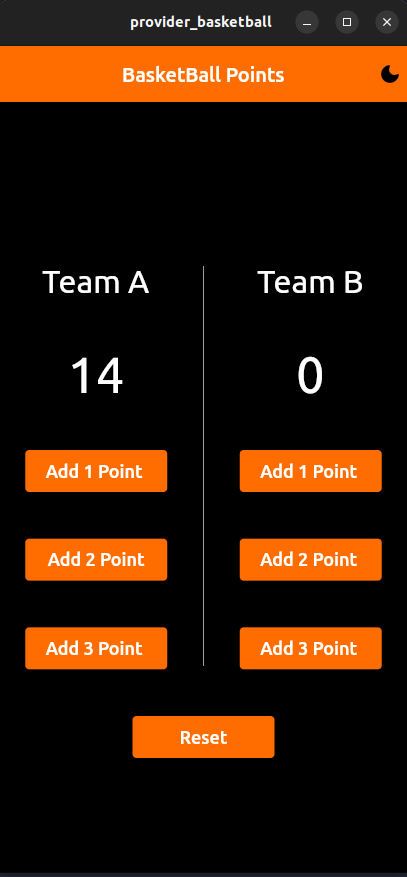 provider_basketball
BasketBall Points
Team A
14
Add 1 Point
Add 2 Point
Add 3 Point
Team B
0
Add 1 Point
Add 2 Point
Add 3 Point
Reset